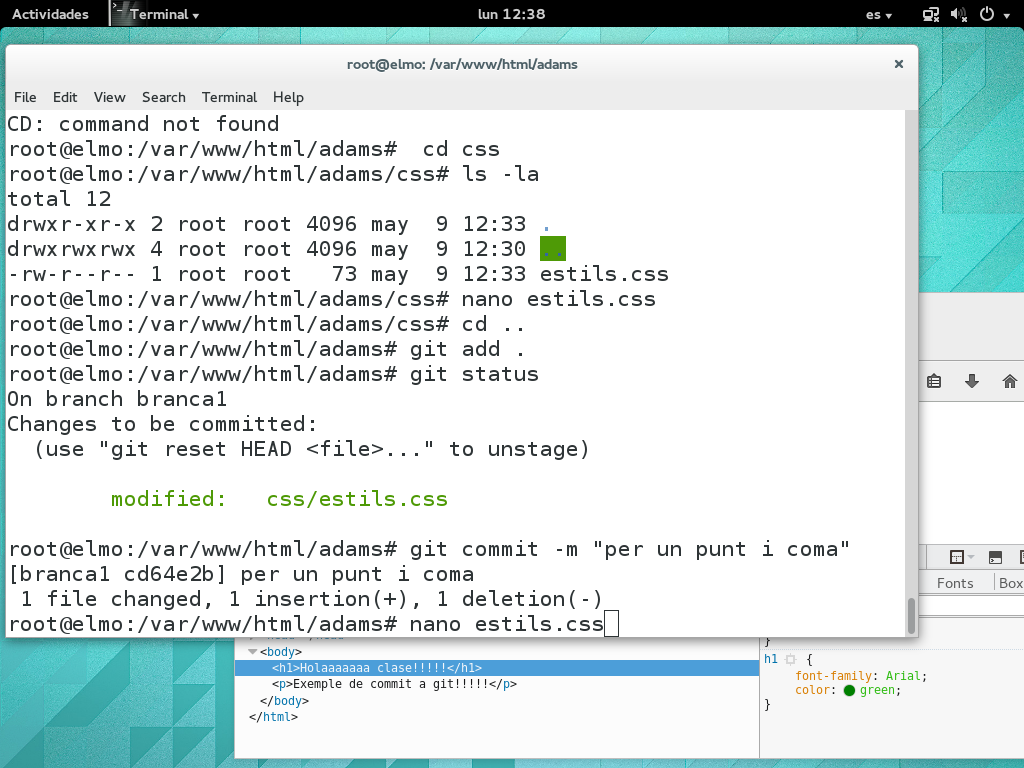 Actividades Terminal lun 12:38 es
root@elmo: /var/www/html/adams
File Edit View Search Terminal Help
CD: command not found
root@elmo:/var/www/html/adams#  cd css
root@elmo:/var/www/html/adams/css# ls -la
total 12
drwxr-xr-x 2 root root 4096 may  9 12:33 .
drwxrwxrwx 4 root root 4096 may  9 12:30 ..
-rw-r--r-- 1 root root   73 may  9 12:33 estils.css
root@elmo:/var/www/html/adams/css# nano estils.css
root@elmo:/var/www/html/adams/css# cd ..
root@elmo:/var/www/html/adams# git add .
root@elmo:/var/www/html/adams# git status
On branch branca1
Changes to be committed:
  (use "git reset HEAD <file>..." to unstage)
        modified:   css/estils.css
root@elmo:/var/www/html/adams# git commit -m "per un punt i coma"
[branca1 cd64e2b] per un punt i coma
 1 file changed, 1 insertion(+), 1 deletion(-)
root@elmo:/var/www/html/adams# nano estils.css
Fonts Box
<body>
<h1>Holaaaaaaa clase!!!!!</h1>
<p>Exemple de commit a git!!!!!</p>
</body>
</html>
}
h1 {
font-family: Arial;
color: green;
}